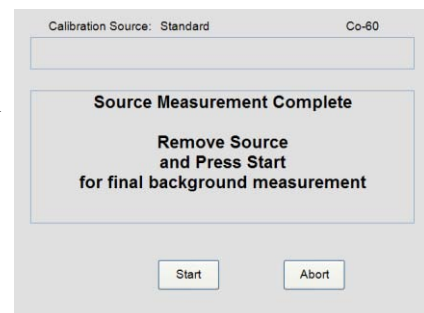 Calibration Source: Standard Co-60
Source Measurement Complete
Remove Source
and Press Start
for final background measurement
Start Abort